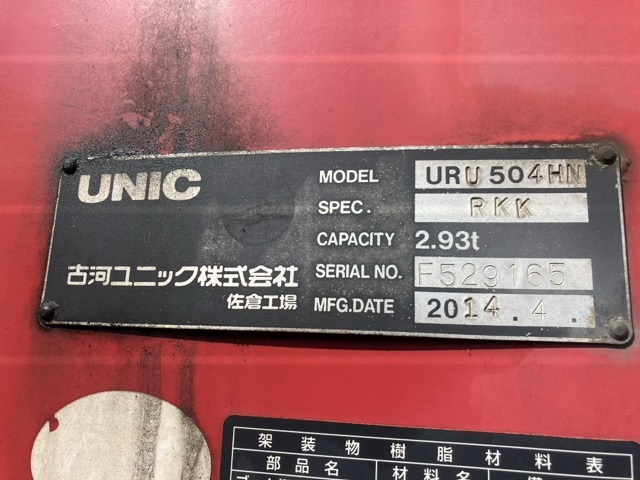 UNIC
MODEL URU504HN
SPEC. RKK
CAPACITY 2.93t
SERIAL NO. F529165
MFG.DATE 2014.4.
古河ユニック株式会社
佐倉工場
架装物樹脂材料表
部品名 材料名 備